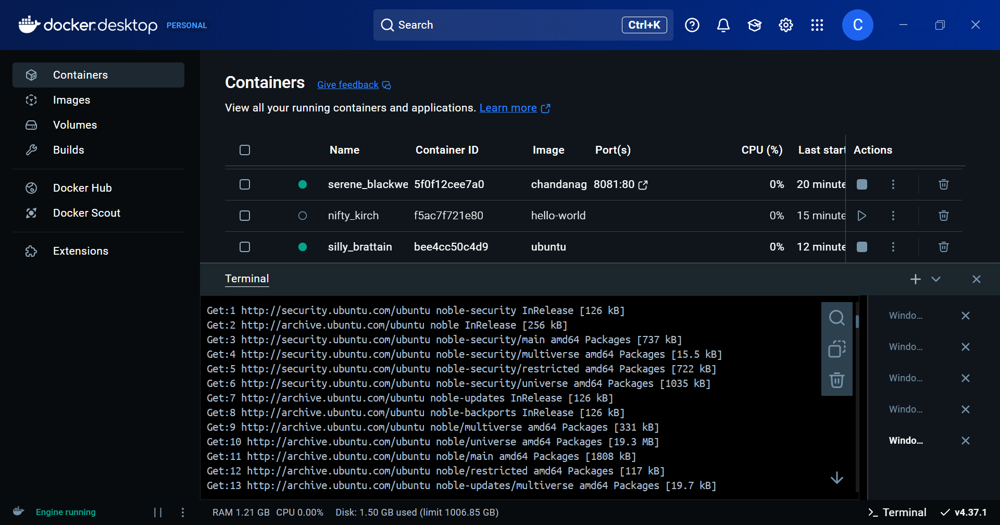 docker.desktop PERSONAL
Search
Ctrl+K
C
Containers
Images
Volumes
Builds
Docker Hub
Docker Scout
Extensions
Containers Give feedback
View all your running containers and applications. Learn more
Name Container ID Image Port(s) CPU (%) Last start Actions
serene_blackwe 5f0f12cee7a0 chandanag 8081:80 0% 20 minute
nifty_kirch f5ac7f721e80 hello-world 0% 15 minute
silly_brattain bee4cc50c4d9 ubuntu 0% 12 minute
Terminal
Get:1 http://security.ubuntu.com/ubuntu noble-security InRelease [126 kB]
Get:2 http://archive.ubuntu.com/ubuntu noble InRelease [256 kB]
Get:3 http://security.ubuntu.com/ubuntu noble-security/main amd64 Packages [737 kB]
Get:4 http://security.ubuntu.com/ubuntu noble-security/multiverse amd64 Packages [15.5 kB]
Get:5 http://security.ubuntu.com/ubuntu noble-security/restricted amd64 Packages [722 kB]
Get:6 http://security.ubuntu.com/ubuntu noble-security/universe amd64 Packages [1035 kB]
Get:7 http://archive.ubuntu.com/ubuntu noble-updates InRelease [126 kB]
Get:8 http://archive.ubuntu.com/ubuntu noble-backports InRelease [126 kB]
Get:9 http://archive.ubuntu.com/ubuntu noble/multiverse amd64 Packages [331 kB]
Get:10 http://archive.ubuntu.com/ubuntu noble/universe amd64 Packages [19.3 MB]
Get:11 http://archive.ubuntu.com/ubuntu noble/main amd64 Packages [1808 kB]
Get:12 http://archive.ubuntu.com/ubuntu noble/restricted amd64 Packages [117 kB]
Get:13 http://archive.ubuntu.com/ubuntu noble-updates/multiverse amd64 Packages [19.7 kB]
Windo...
Windo...
Windo...
Windo...
Windo...
Engine running
RAM 1.21 GB CPU 0.00% Disk: 1.50 GB used (limit 1006.85 GB)
>_ Terminal
v4.37.1